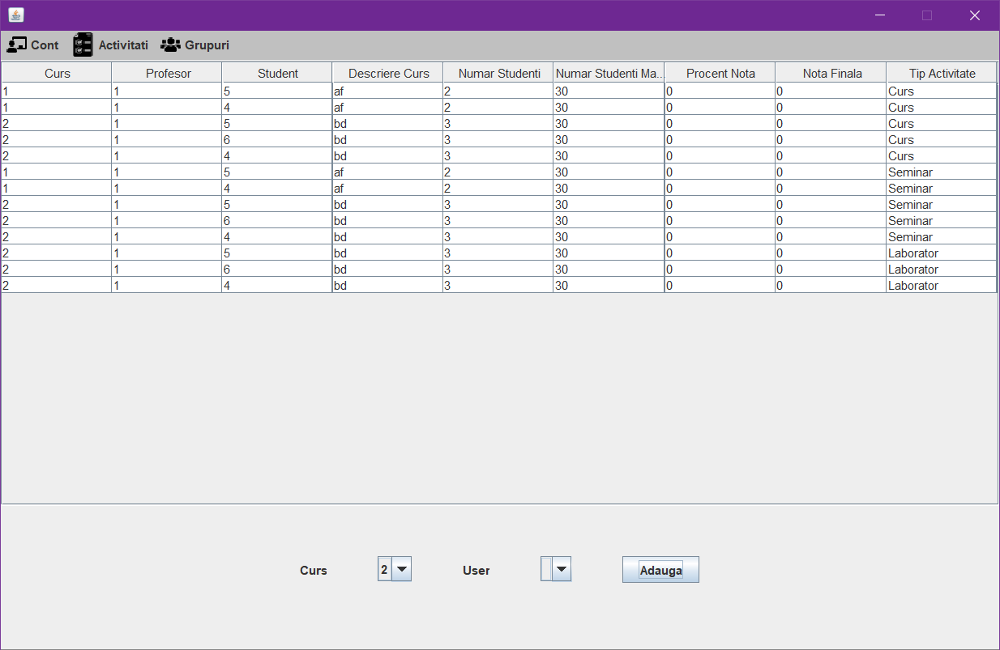 Cont Activitati Grupuri
Curs Profesor Student Descriere Curs Numar Studenti Numar Studenti Ma... Procent Nota Nota Finala Tip Activitate
1 1 5 af 2 30 0 0 Curs
1 1 4 af 2 30 0 0 Curs
2 1 5 bd 3 30 0 0 Curs
2 1 6 bd 3 30 0 0 Curs
2 1 4 bd 3 30 0 0 Curs
1 1 5 af 2 30 0 0 Seminar
1 1 4 af 2 30 0 0 Seminar
2 1 5 bd 3 30 0 0 Seminar
2 1 6 bd 3 30 0 0 Seminar
2 1 4 bd 3 30 0 0 Seminar
2 1 5 bd 3 30 0 0 Laborator
2 1 6 bd 3 30 0 0 Laborator
2 1 4 bd 3 30 0 0 Laborator
Curs 2 User Adauga